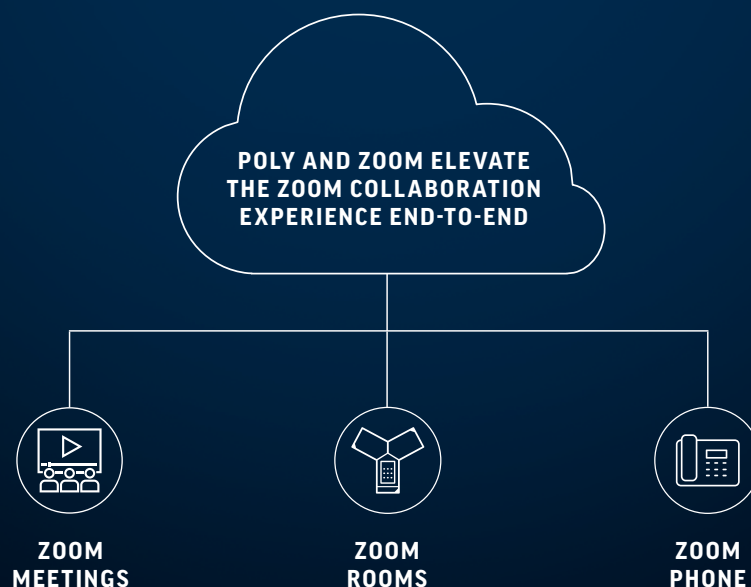 POLY AND ZOOM ELEVATE
THE ZOOM COLLABORATION
EXPERIENCE END-TO-END
ZOOM
MEETINGS
ZOOM
ROOMS
ZOOM
PHONE